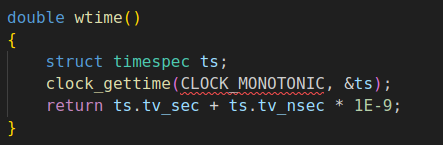 double wtime()
{
    struct timespec ts;
    clock_gettime(CLOCK_MONOTONIC, &ts);
    return ts.tv_sec + ts.tv_nsec * 1E-9;
}